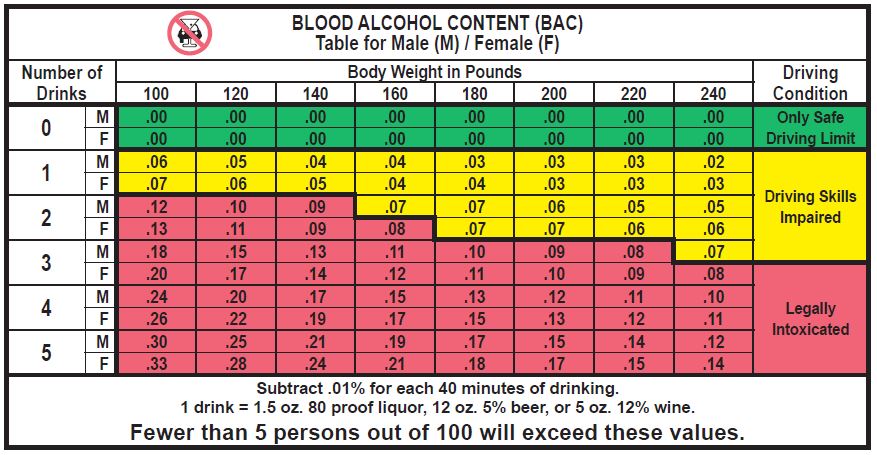 BLOOD ALCOHOL CONTENT (BAC)
Table for Male (M) / Female (F)
Number of Drinks Body Weight in Pounds Driving Condition
100 120 140 160 180 200 220 240
0 M .00 .00 .00 .00 .00 .00 .00 .00 Only Safe
F .00 .00 .00 .00 .00 .00 .00 .00 Driving Limit
1 M .06 .05 .04 .04 .03 .03 .03 .02 Driving Skills Impaired
F .07 .06 .05 .04 .04 .03 .03 .03
2 M .12 .10 .09 .07 .07 .06 .05 .05
F .13 .11 .09 .08 .07 .07 .06 .06
3 M .18 .15 .13 .11 .10 .09 .08 .07
F .20 .17 .14 .12 .11 .10 .09 .08 Legally Intoxicated
4 M .24 .20 .17 .15 .13 .12 .11 .10
F .26 .22 .19 .17 .15 .13 .12 .11
5 M .30 .25 .21 .19 .17 .15 .14 .12
F .33 .28 .24 .21 .18 .17 .15 .14
Subtract .01% for each 40 minutes of drinking.
1 drink = 1.5 oz. 80 proof liquor, 12 oz. 5% beer, or 5 oz. 12% wine.
Fewer than 5 persons out of 100 will exceed these values.